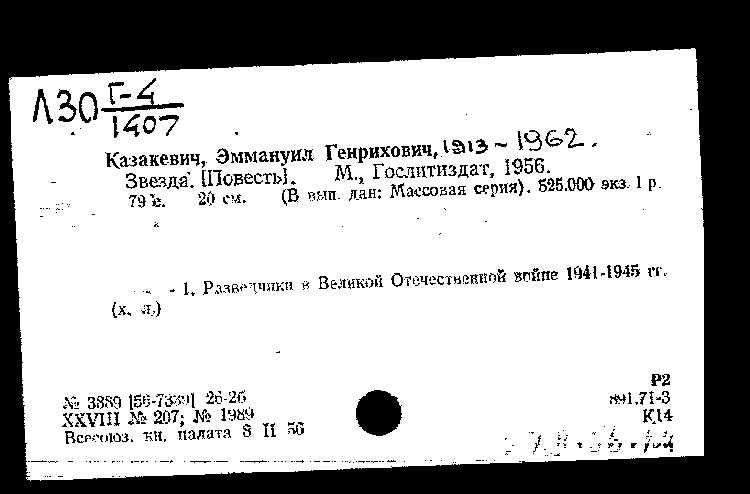 Л30 Г-4
1407
Казакевич, Эммануил Генрихович, 1913 - 1962.
Звезда. [Повесть]. М., Гослитиздат, 1956.
79 с. 20 см. (В вып. дан: Массовая серия). 525.000 экз. 1 р.
- 1. Разведчики в Великой Отечественной войне 1941-1945 гг.
(х. л.)
Р2
№ 3889 [56-7339] 26-26
891.71-3
XXVIII № 207; № 1989
К14
Всесоюз. кн. палата 8 II 56